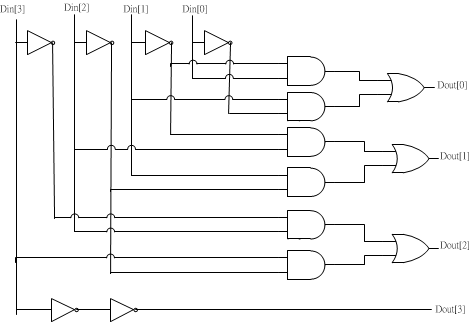 Din[3] Din[2] Din[1] Din[0]
Dout[0]
Dout[1]
Dout[2]
Dout[3]